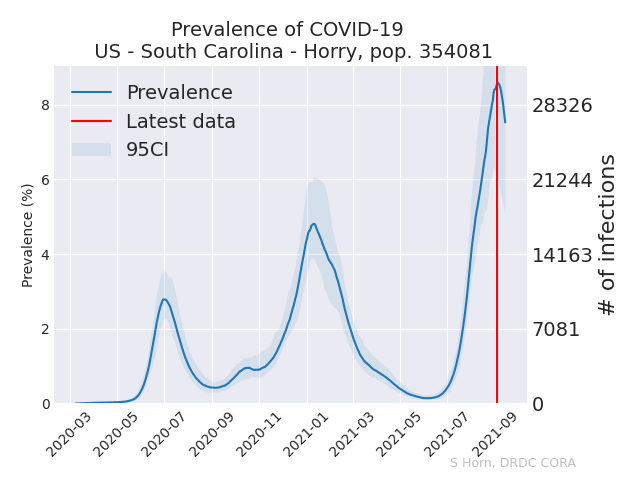 Prevalence of COVID-19
US - South Carolina - Horry, pop. 354081
Prevalence
Latest data
95CI
Prevalence (%)
8
6
4
2
0
28326
21244
14163
7081
0
# of infections
2020-03
2020-05
2020-07
2020-09
2020-11
2021-01
2021-03
2021-05
2021-07
2021-09
S Horn, DRDC CORA